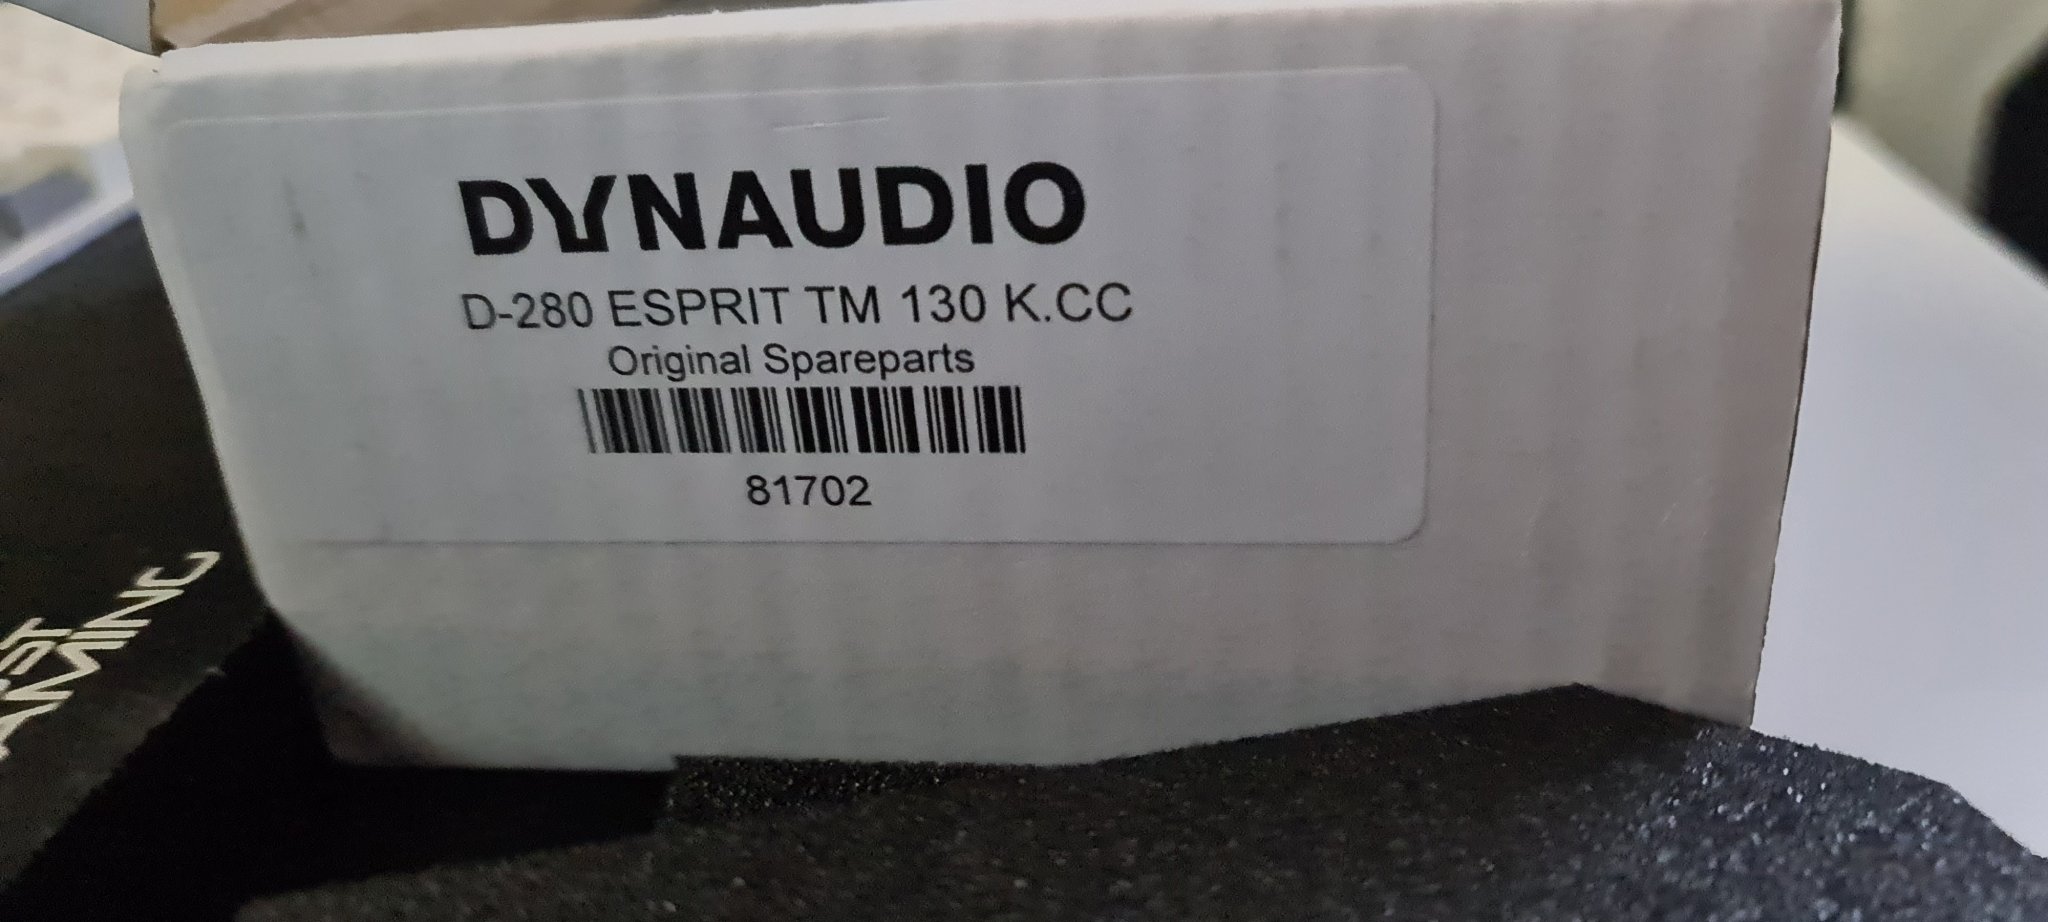 DYNAUDIO
D-280 ESPRIT TM 130 K.CC
Original Spareparts
81702